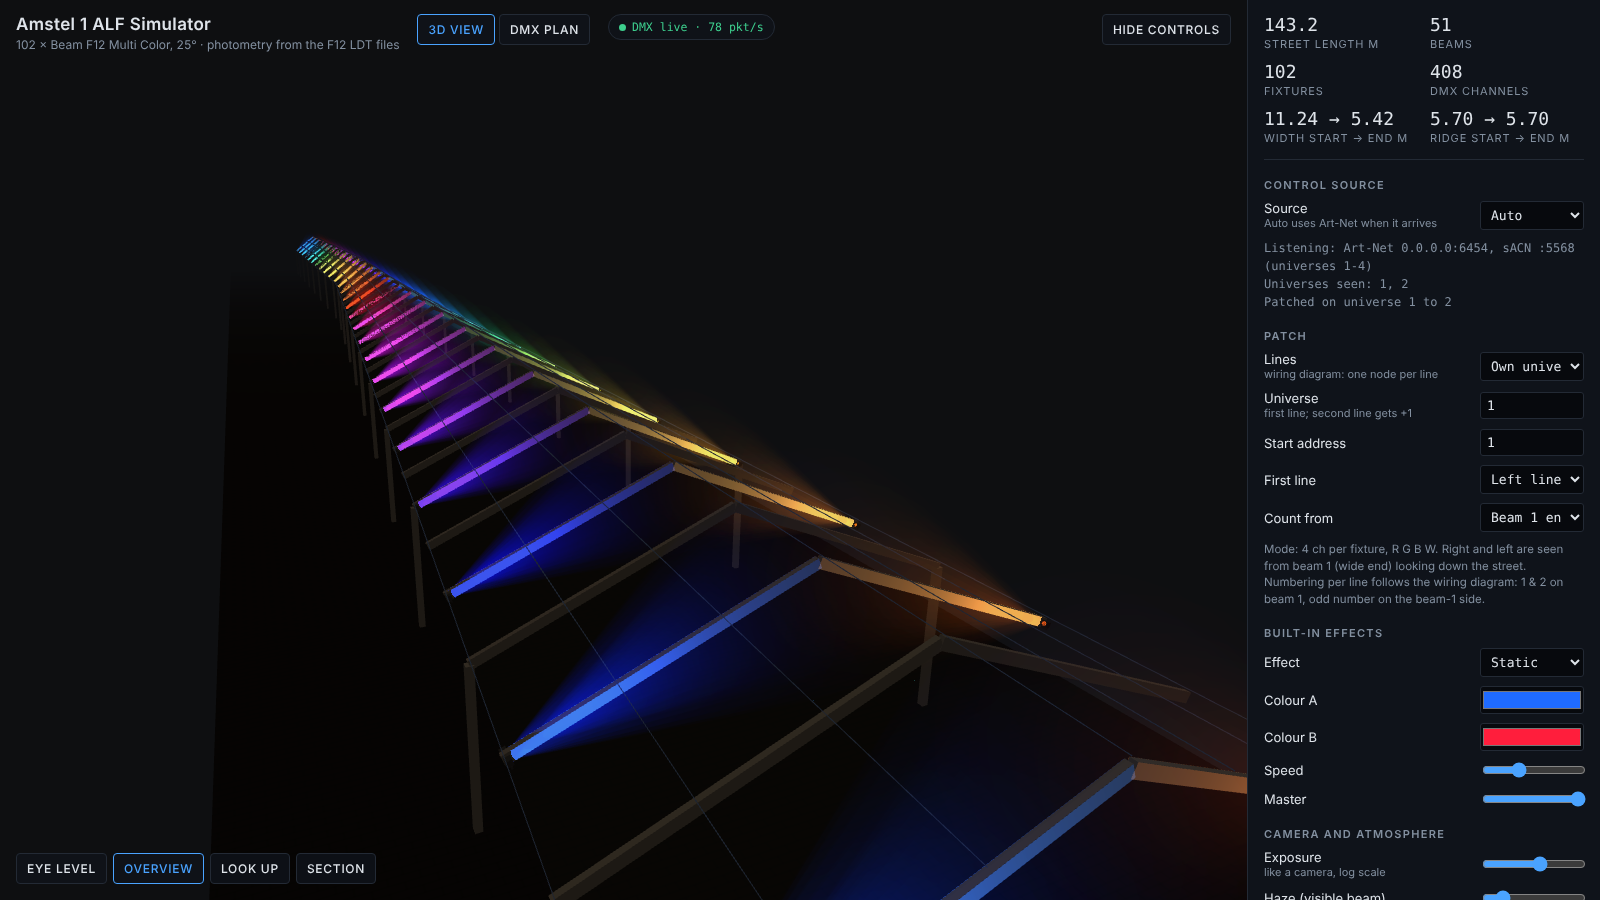 Amstel 1 ALF Simulator
102 × Beam F12 Multi Color, 25° · photometry from the F12 LDT files
3D VIEW
DMX PLAN
DMX live · 78 pkt/s
HIDE CONTROLS
143.2
STREET LENGTH M
51
BEAMS
102
FIXTURES
408
DMX CHANNELS
11.24 → 5.42
WIDTH START → END M
5.70 → 5.70
RIDGE START → END M
CONTROL SOURCE
Source
Auto uses Art-Net when it arrives
Auto
Listening: Art-Net 0.0.0.0:6454, sACN :5568
(universes 1-4)
Universes seen: 1, 2
Patched on universe 1 to 2
PATCH
Lines
wiring diagram: one node per line
Own unive
Universe
first line; second line gets +1
1
Start address
1
First line
Left line
Count from
Beam 1 en
Mode: 4 ch per fixture, R G B W. Right and left are seen
from beam 1 (wide end) looking down the street.
Numbering per line follows the wiring diagram: 1 & 2 on
beam 1, odd number on the beam-1 side.
BUILT-IN EFFECTS
Effect
Static
Colour A
Colour B
Speed
Master
CAMERA AND ATMOSPHERE
Exposure
like a camera, log scale
Haze (visible beam)
EYE LEVEL
OVERVIEW
LOOK UP
SECTION